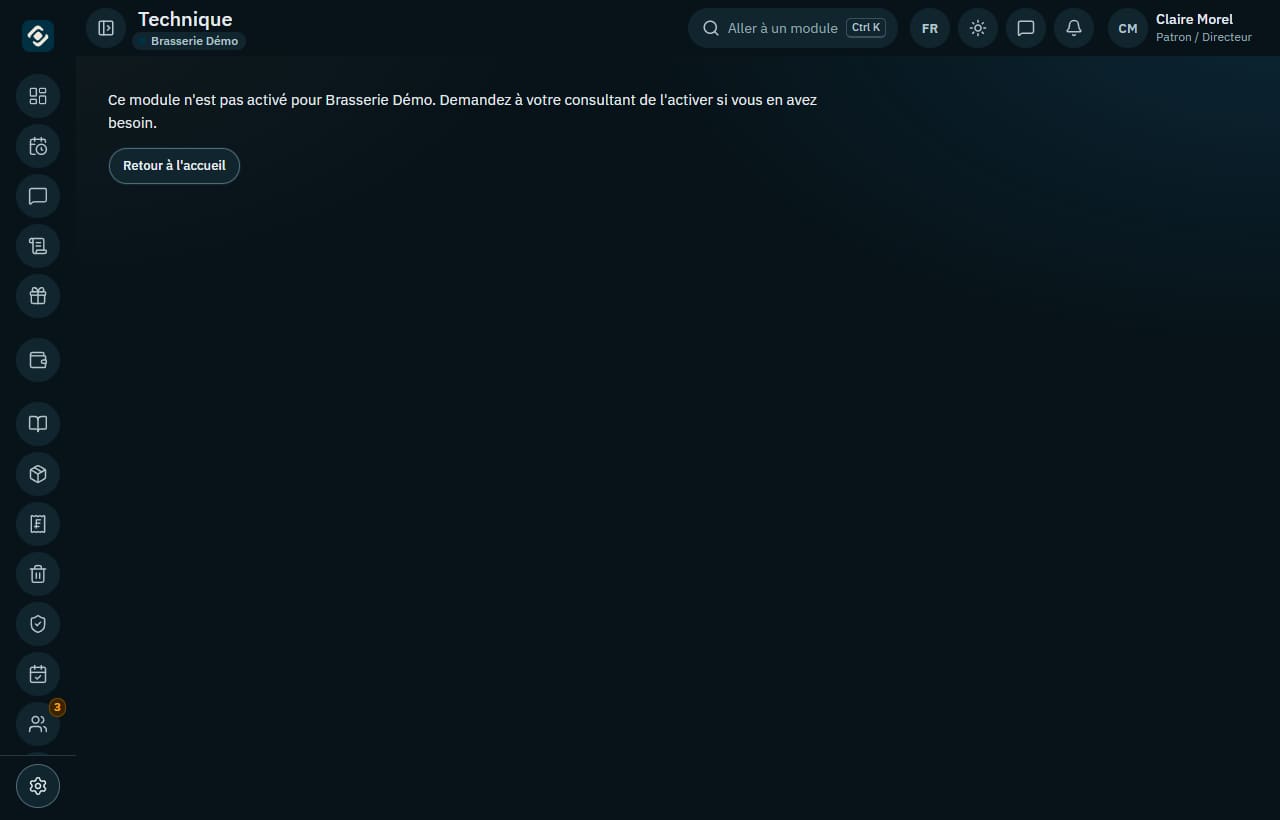 Technique
Brasserie Démo
Aller à un module
Ctrl K
FR
CM
Claire Morel
Patron / Directeur
Ce module n'est pas activé pour Brasserie Démo. Demandez à votre consultant de l'activer si vous en avez
besoin.
Retour à l'accueil
3